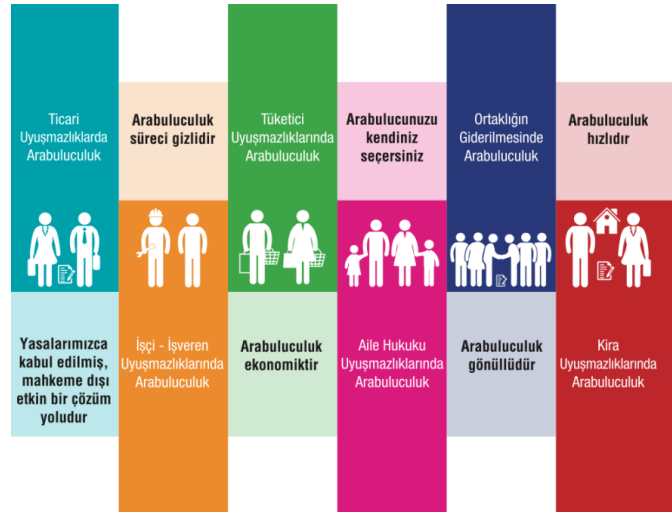 Ticari
Uyuşmazlıklarda
Arabuluculuk
Yasalarımızca
kabul edilmiş,
mahkeme dışı
etkin bir çözüm
yoludur
Arabuluculuk
süreci gizlidir
İşçi - İşveren
Uyuşmazlıklarında
Arabuluculuk
Tüketici
Uyuşmazlıklarında
Arabuluculuk
Arabuluculuk
ekonomiktir
Arabulucunuzu
kendiniz
seçersiniz
Aile Hukuku
Uyuşmazlıklarında
Arabuluculuk
Ortaklığın
Giderilmesinde
Arabuluculuk
Arabuluculuk
gönüllüdür
Arabuluculuk
hızlıdır
Kira
Uyuşmazlıklarında
Arabuluculuk